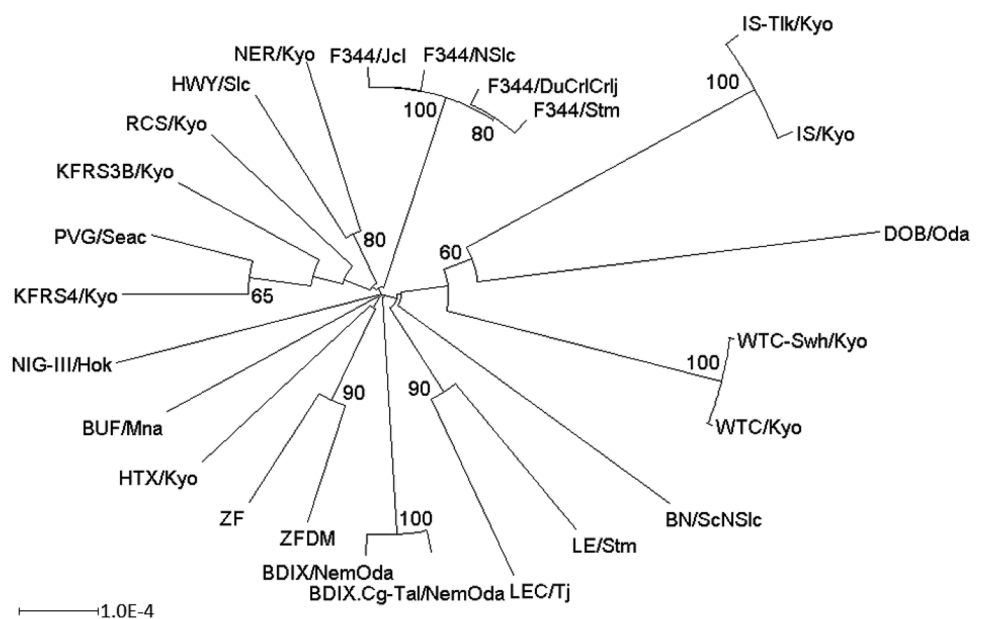 IS-Tlk/Kyo
NER/Kyo
F344/Jcl
F344/NSlc
HWY/Slc
100
F344/DuCrlCrlj
100
F344/Stm
RCS/Kyo
80
IS/Kyo
KFRS3B/Kyo
DOB/Oda
PVG/Seac
80
60
KFRS4/Kyo
65
WTC-Swh/Kyo
NIG-III/Hok
100
90
90
BUF/Mna
WTC/Kyo
HTX/Kyo
ZF
100
BN/ScNSlc
ZFDM
LE/Stm
BDIX/NemOda
BDIX.Cg-Tal/NemOda
LEC/Tj
1.0E-4